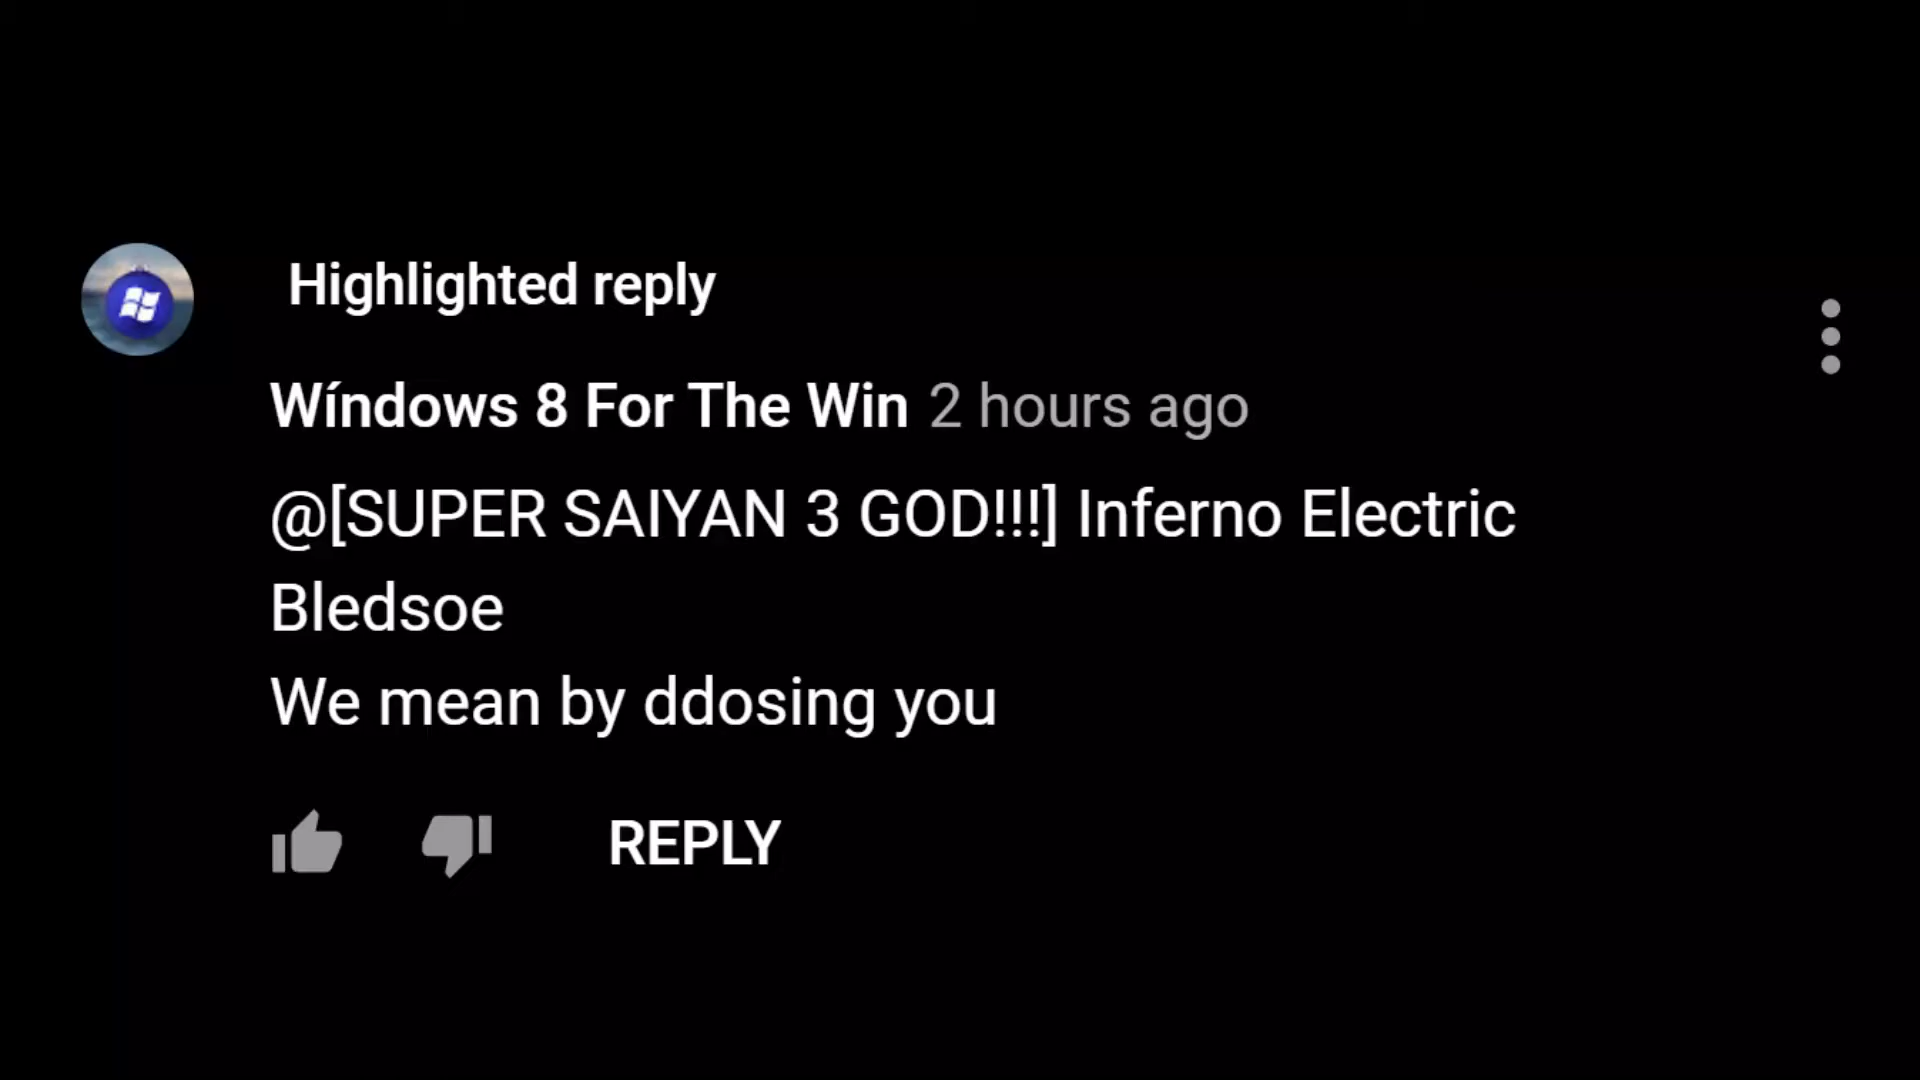 Highlighted reply
Wíndows 8 For The Win 2 hours ago
@[SUPER SAIYAN 3 GOD!!!] Inferno Electric
Bledsoe
We mean by ddosing you
REPLY